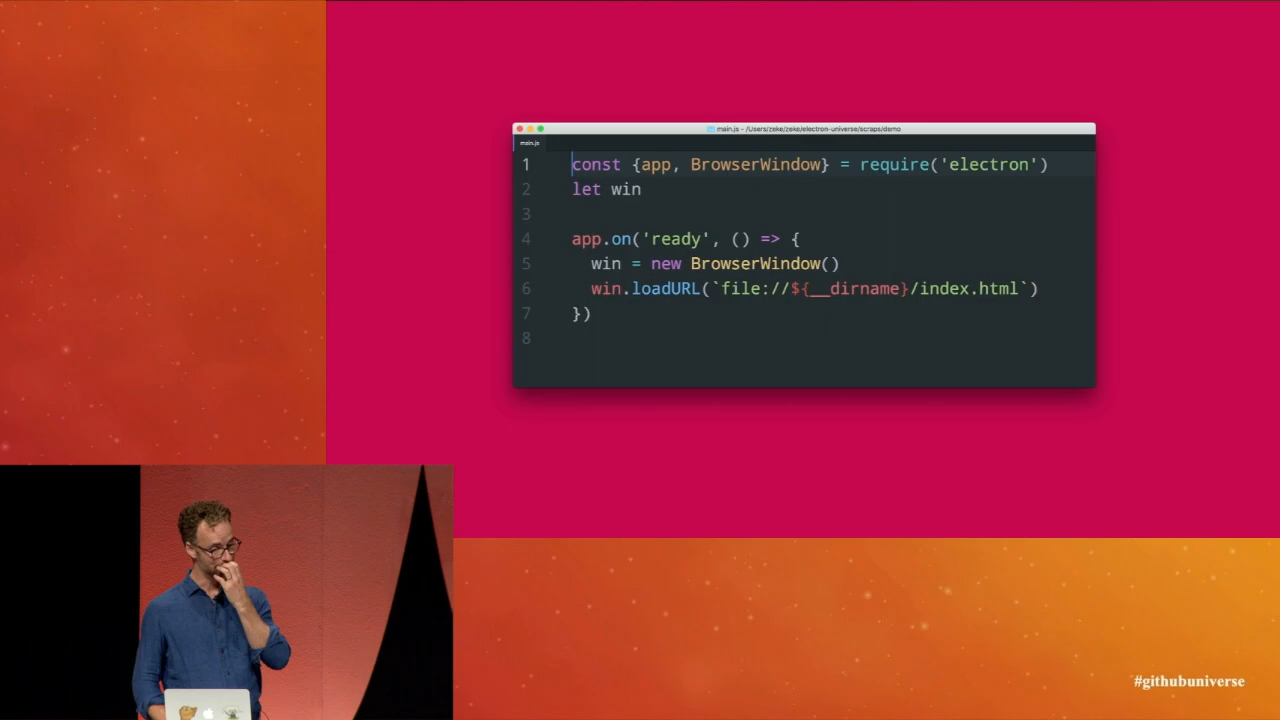 main.js - /Users/zeke/zeke/electron-universe/scraps/demo
main.js
1 const {app, BrowserWindow} = require('electron')
2 let win
3
4 app.on('ready', () => {
5   win = new BrowserWindow()
6   win.loadURL(`file://${__dirname}/index.html`)
7 })
8
#githubuniverse